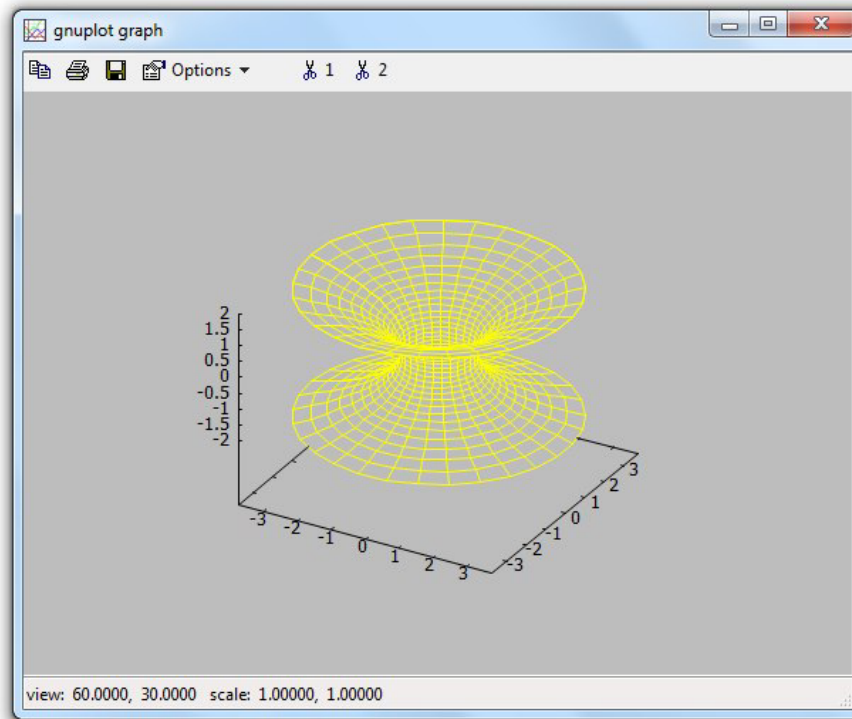 gnuplot graph
Options 1 2
2
1.5
1
0.5
0
-0.5
-1
-1.5
-2
-3 -2 -1 0 1 2 3
-3 -2 -1 0 1 2 3
view: 60.0000, 30.0000 scale: 1.00000, 1.00000